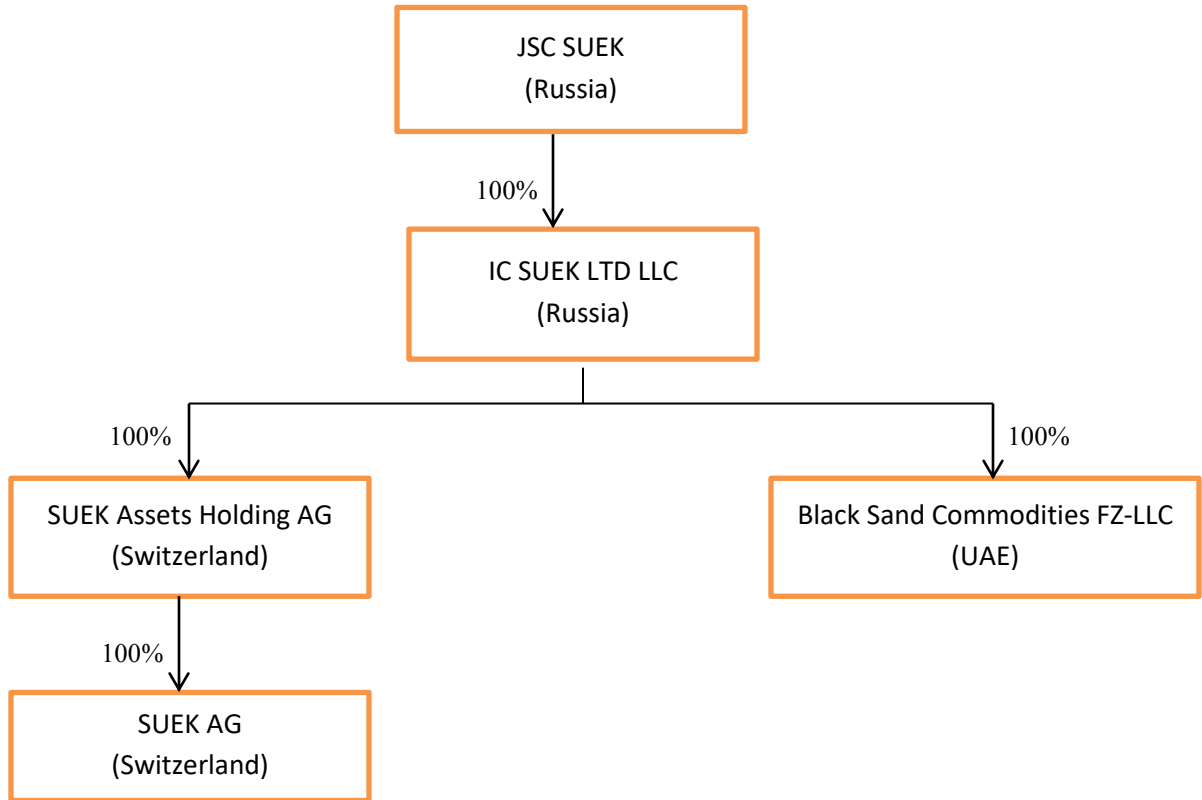 JSC SUEK
(Russia)
100%
IC SUEK LTD LLC
(Russia)
100%
100%
SUEK Assets Holding AG
(Switzerland)
Black Sand Commodities FZ-LLC
(UAE)
100%
SUEK AG
(Switzerland)